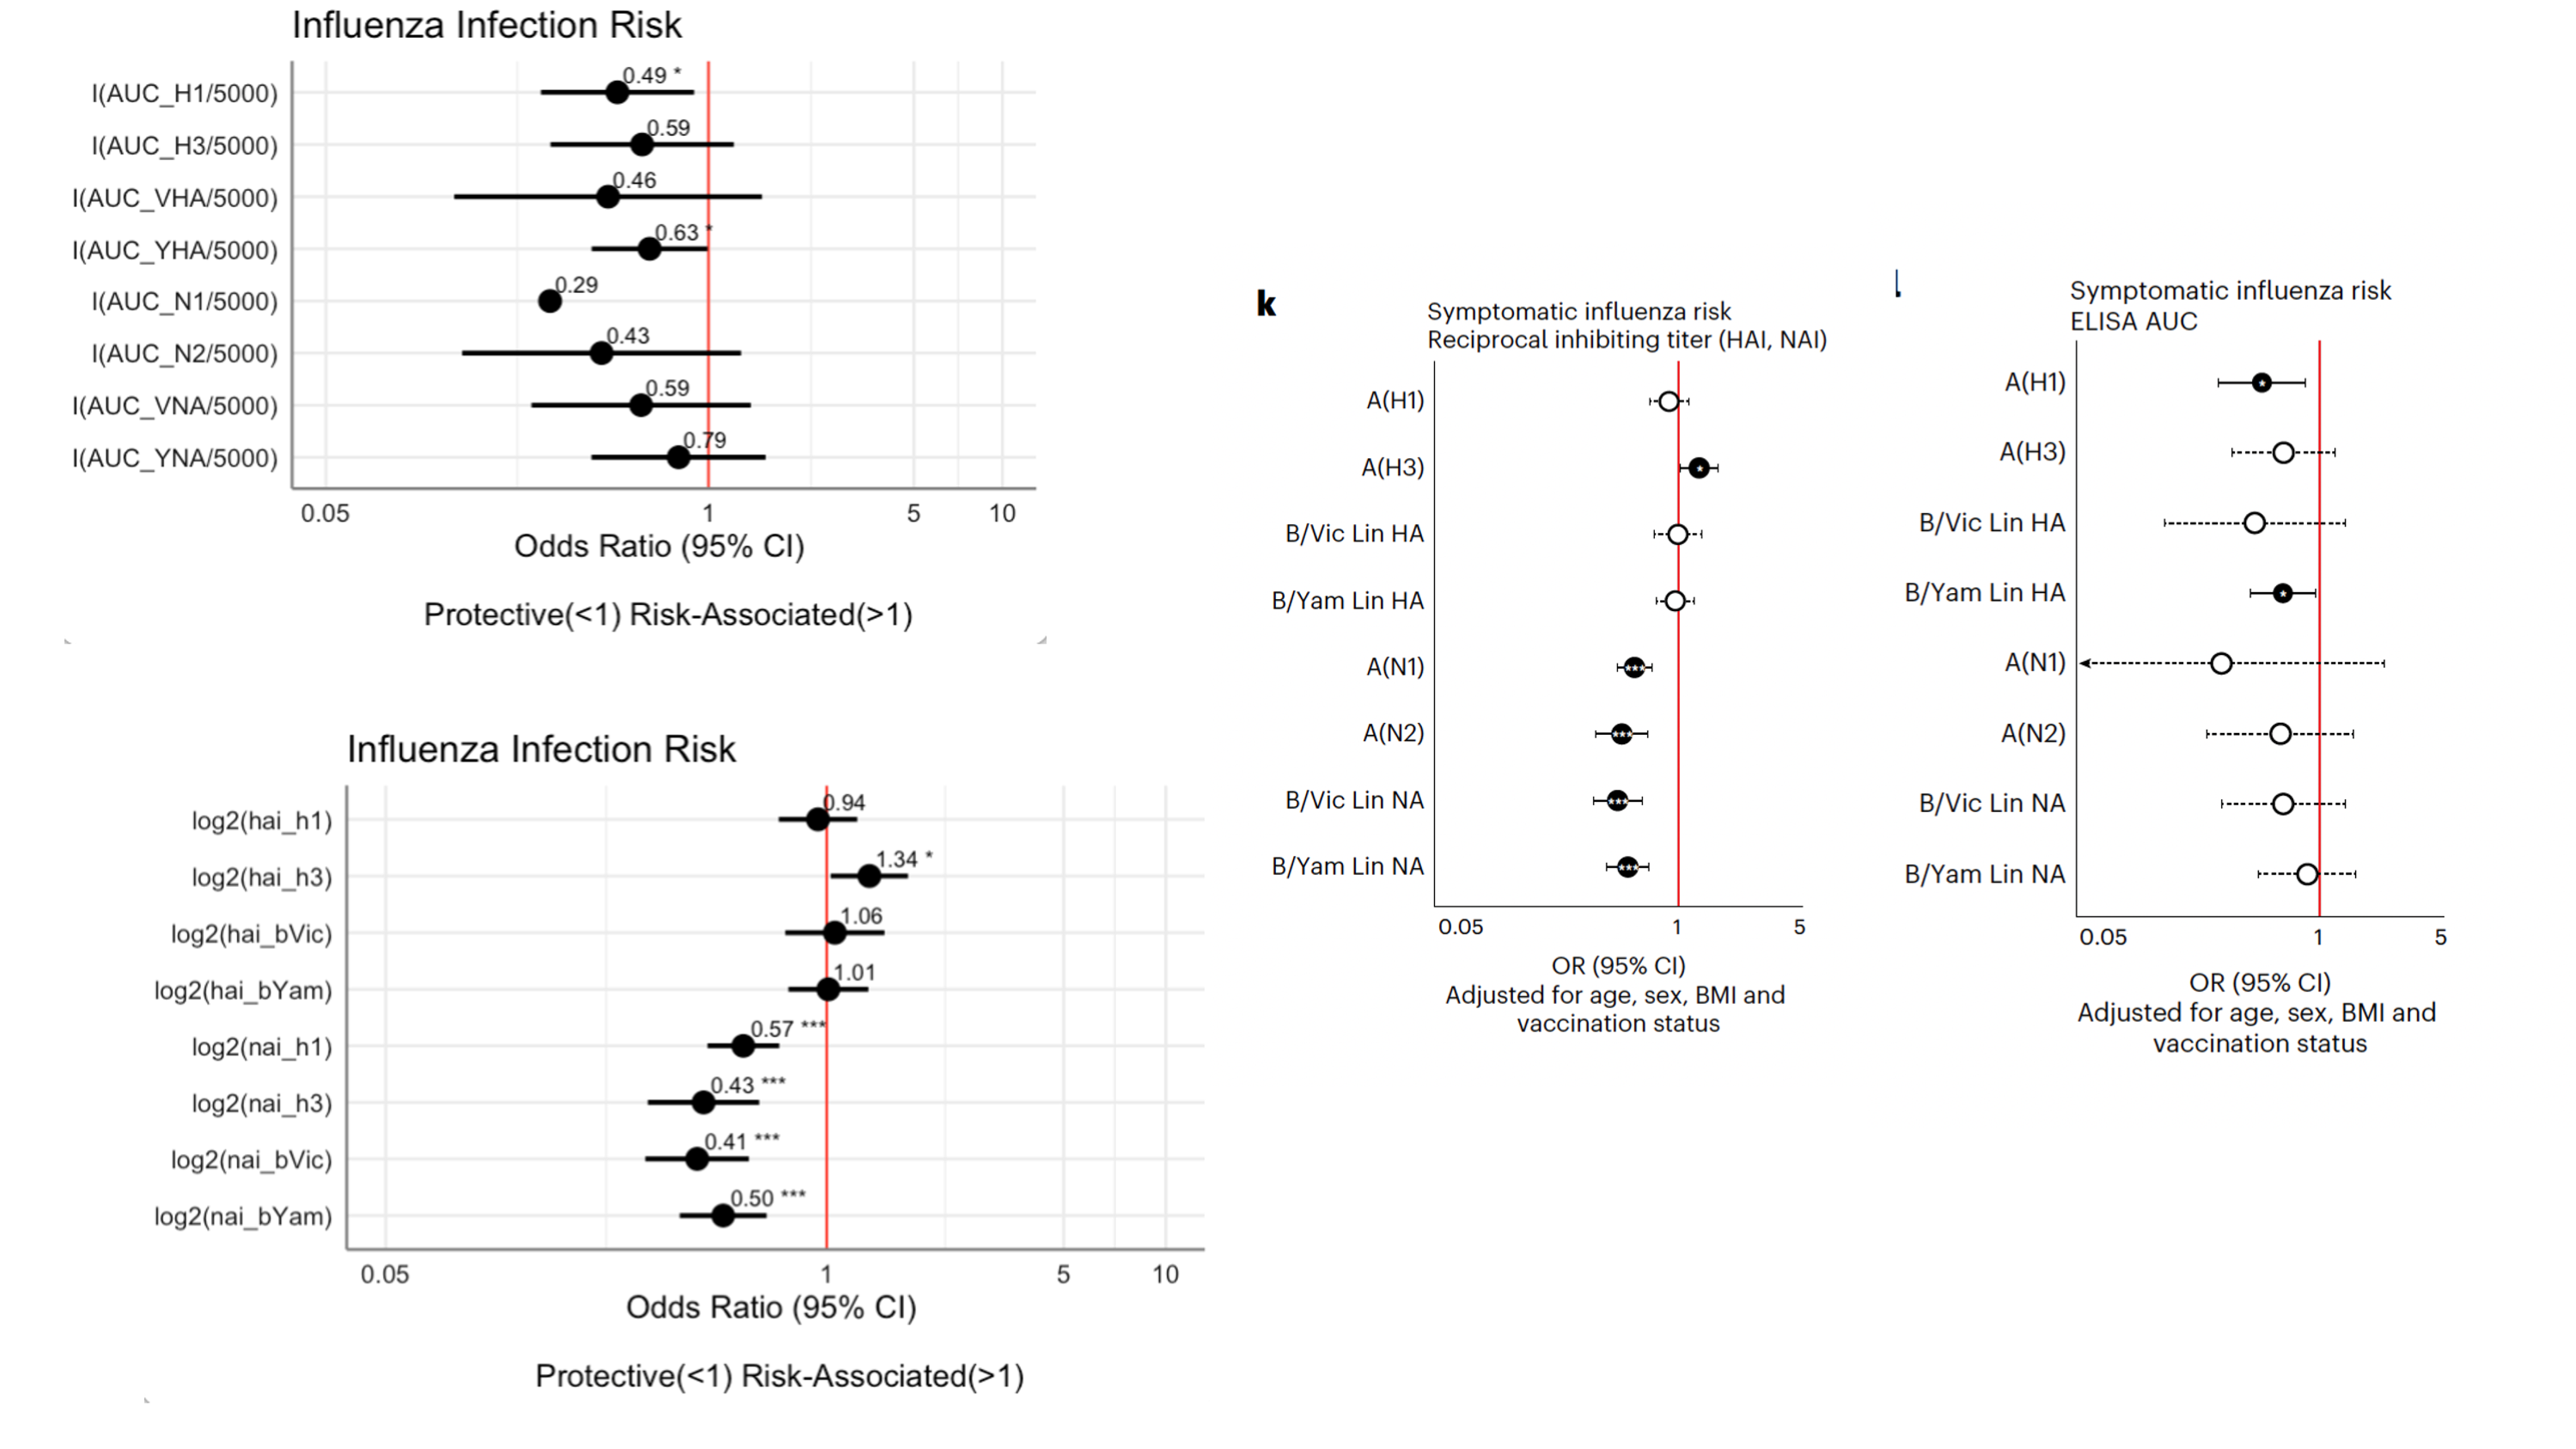 Influenza Infection Risk
I(AUC_H1/5000)
0.49 *
I(AUC_H3/5000)
0.59
I(AUC_VHA/5000)
0.46
I(AUC_YHA/5000)
0.63 *
I(AUC_N1/5000)
0.29
I(AUC_N2/5000)
0.43
I(AUC_VNA/5000)
0.59
I(AUC_YNA/5000)
0.79
0.05 1 5 10
Odds Ratio (95% CI)
Protective(<1) Risk-Associated(>1)
Influenza Infection Risk
log2(hai_h1)
0.94
log2(hai_h3)
1.34 *
log2(hai_bVic)
1.06
log2(hai_bYam)
1.01
log2(nai_h1)
0.57 ***
log2(nai_h3)
0.43 ***
log2(nai_bVic)
0.41 ***
log2(nai_bYam)
0.50 ***
0.05 1 5 10
Odds Ratio (95% CI)
Protective(<1) Risk-Associated(>1)
k
Symptomatic influenza risk
Reciprocal inhibiting titer (HAI, NAI)
A(H1)
A(H3)
*
B/Vic Lin HA
B/Yam Lin HA
A(N1)
***
A(N2)
***
B/Vic Lin NA
***
B/Yam Lin NA
***
0.05 1 5
OR (95% CI)
Adjusted for age, sex, BMI and
vaccination status
Symptomatic influenza risk
ELISA AUC
A(H1)
*
A(H3)
B/Vic Lin HA
B/Yam Lin HA
*
A(N1)
A(N2)
B/Vic Lin NA
B/Yam Lin NA
0.05 1 5
OR (95% CI)
Adjusted for age, sex, BMI and
vaccination status